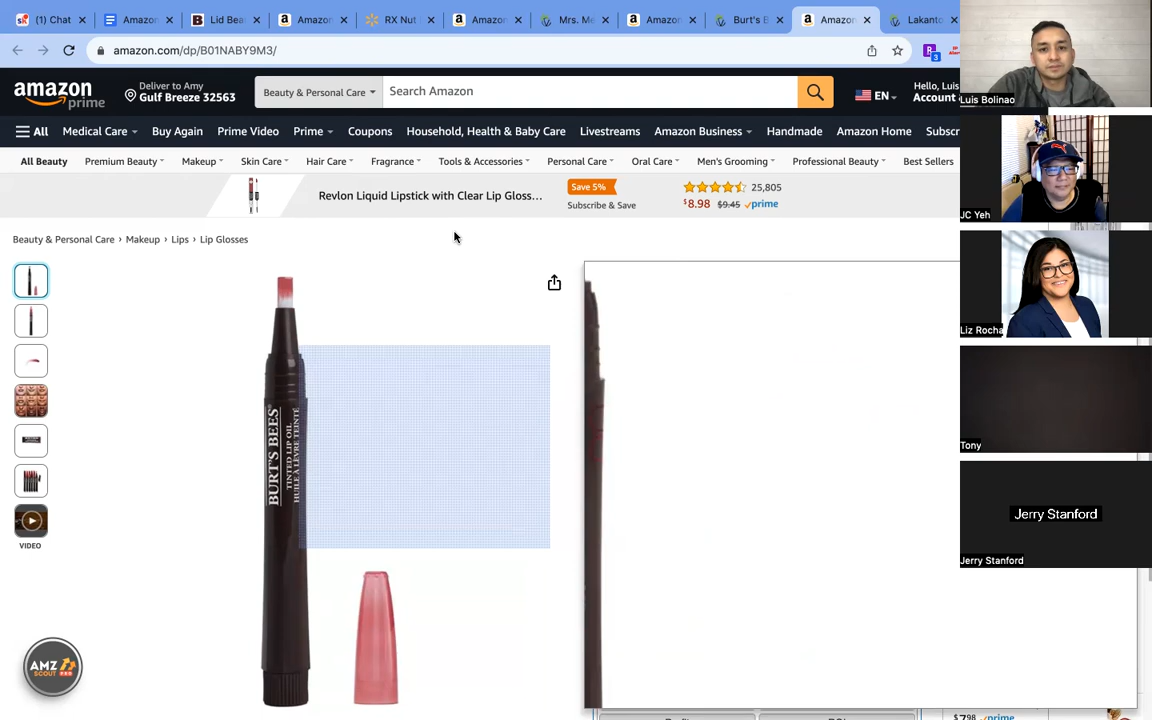 (1) Chat
Amazon
Lid Bea
Amazon
RX Nut
Amazon
Mrs. Me
Amazon
Burt's B
Amazon
Lakanto
amazon.com/dp/B01NABY9M3/
3
amazon prime
Deliver to Amy
Gulf Breeze 32563
Beauty & Personal Care
Search Amazon
EN
Hello, Luis
Account
All
Medical Care
Buy Again
Prime Video
Prime
Coupons
Household, Health & Baby Care
Livestreams
Amazon Business
Handmade
Amazon Home
Subscr
All Beauty
Premium Beauty
Makeup
Skin Care
Hair Care
Fragrance
Tools & Accessories
Personal Care
Oral Care
Men's Grooming
Professional Beauty
Best Sellers
Revlon Liquid Lipstick with Clear Lip Gloss...
Save 5%
Subscribe & Save
25,805
$8.98 $9.45 prime
Beauty & Personal Care › Makeup › Lips › Lip Glosses
VIDEO
BURT'S BEES
TINTED LIP OIL
HUILE À LÈVRE TEINTÉ
AMZ
SCOUT PRO
$7.98 prime
Luis Bolinao
JC Yeh
Liz Rocha
Tony
Jerry Stanford
Jerry Stanford